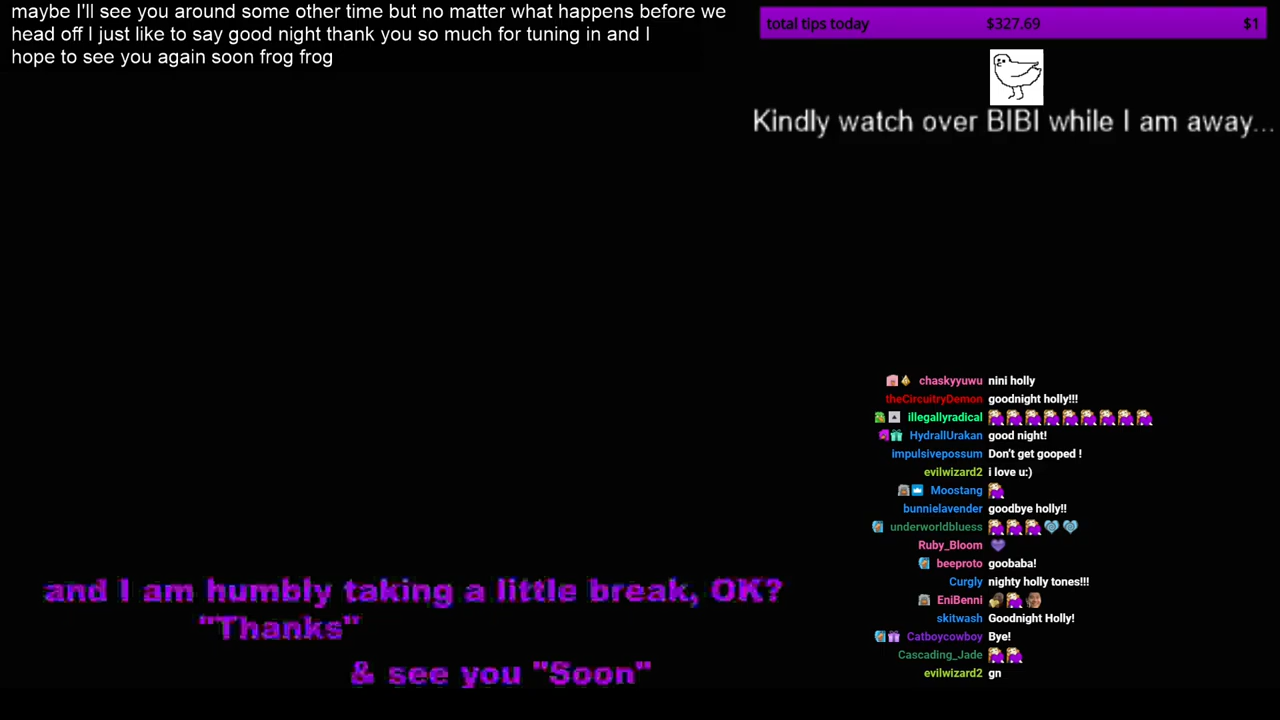 maybe I'll see you around some other time but no matter what happens before we
head off I just like to say good night thank you so much for tuning in and I
hope to see you again soon frog frog
total tips today $327.69 $1
Kindly watch over BIBI while I am away...
chaskyyuwu nini holly
theCircuitryDemon goodnight holly!!!
illegallyradical
HydrallUrakan good night!
impulsivepossum Don't get gooped !
evilwizard2 i love u:)
Moostang
bunnielavender goodbye holly!!
underworldbluess
Ruby_Bloom
beeproto goobaba!
Curgly nighty holly tones!!!
EniBenni
skitwash Goodnight Holly!
Catboycowboy Bye!
Cascading_Jade
evilwizard2 gn
and I am humbly taking a little break, OK?
"Thanks"
& see you "Soon"